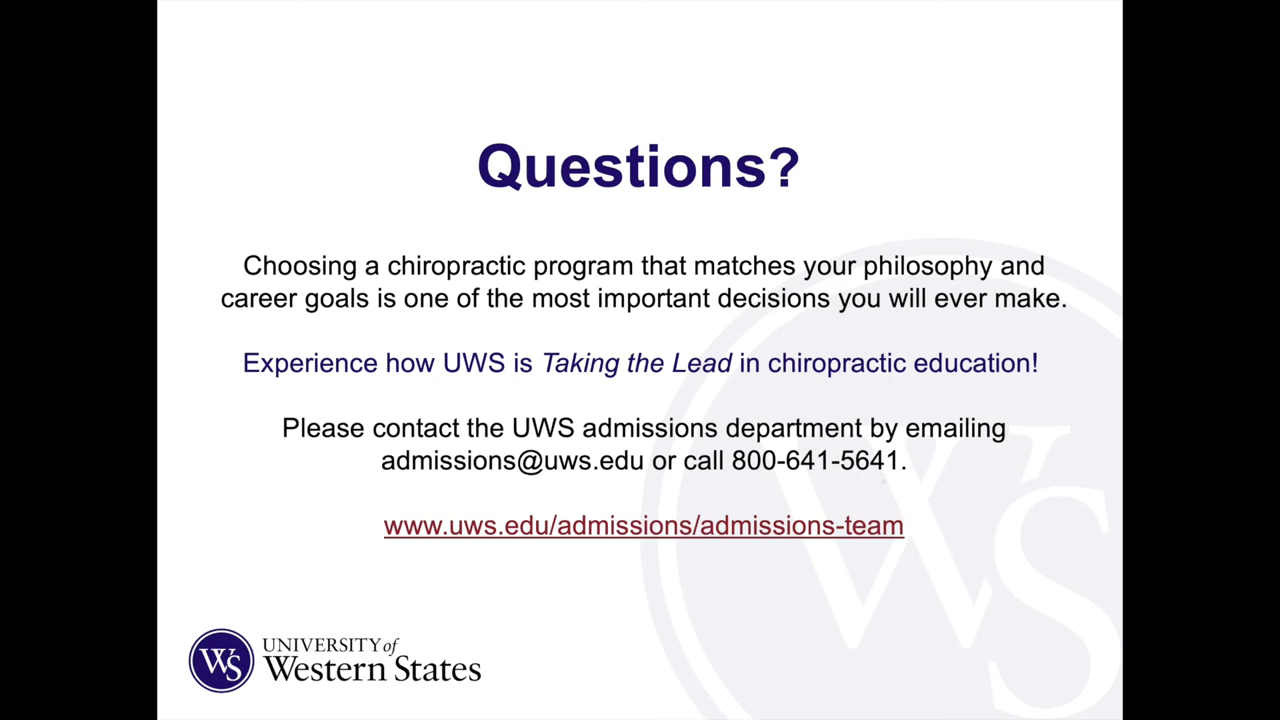 Questions?
Choosing a chiropractic program that matches your philosophy and
career goals is one of the most important decisions you will ever make.
Experience how UWS is Taking the Lead in chiropractic education!
Please contact the UWS admissions department by emailing
admissions@uws.edu or call 800-641-5641.
www.uws.edu/admissions/admissions-team
WS
WS
UNIVERSITY of
Western States